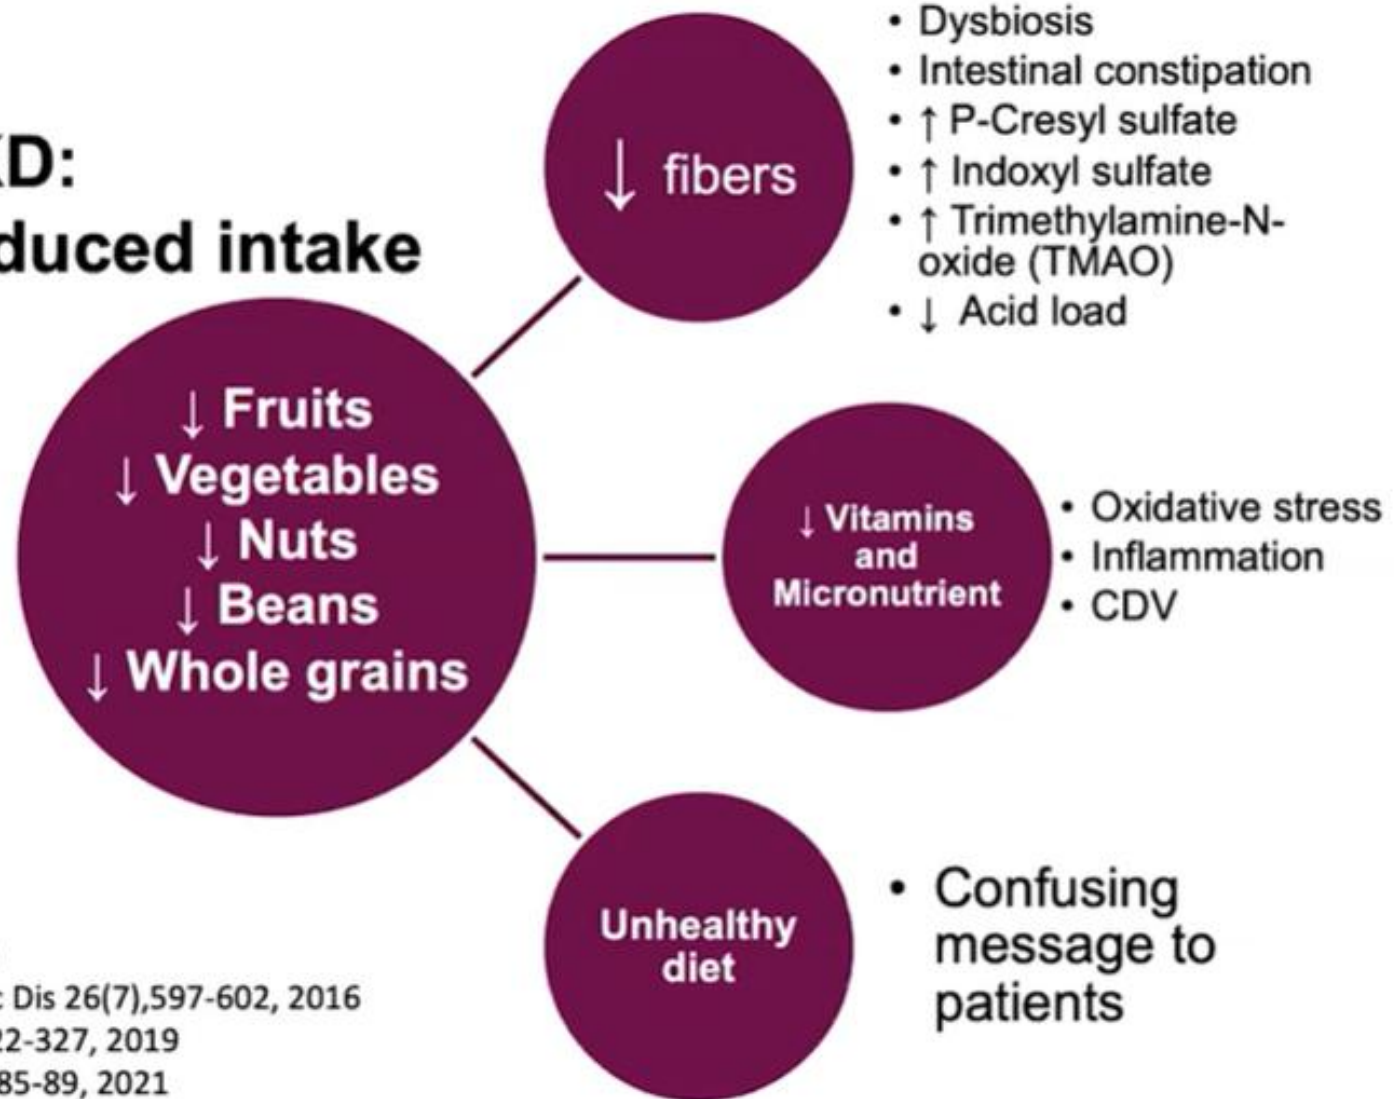 KD:
duced intake
↓ fibers
• Dysbiosis
• Intestinal constipation
• ↑ P-Cresyl sulfate
• ↑ Indoxyl sulfate
• ↑ Trimethylamine-N-
oxide (TMAO)
• ↓ Acid load
↓ Fruits
↓ Vegetables
↓ Nuts
↓ Beans
↓ Whole grains
↓ Vitamins
and
Micronutrient
• Oxidative stress
• Inflammation
• CDV
Unhealthy
diet
• Confusing
message to
patients
Dis 26(7),597-602, 2016
22-327, 2019
85-89, 2021